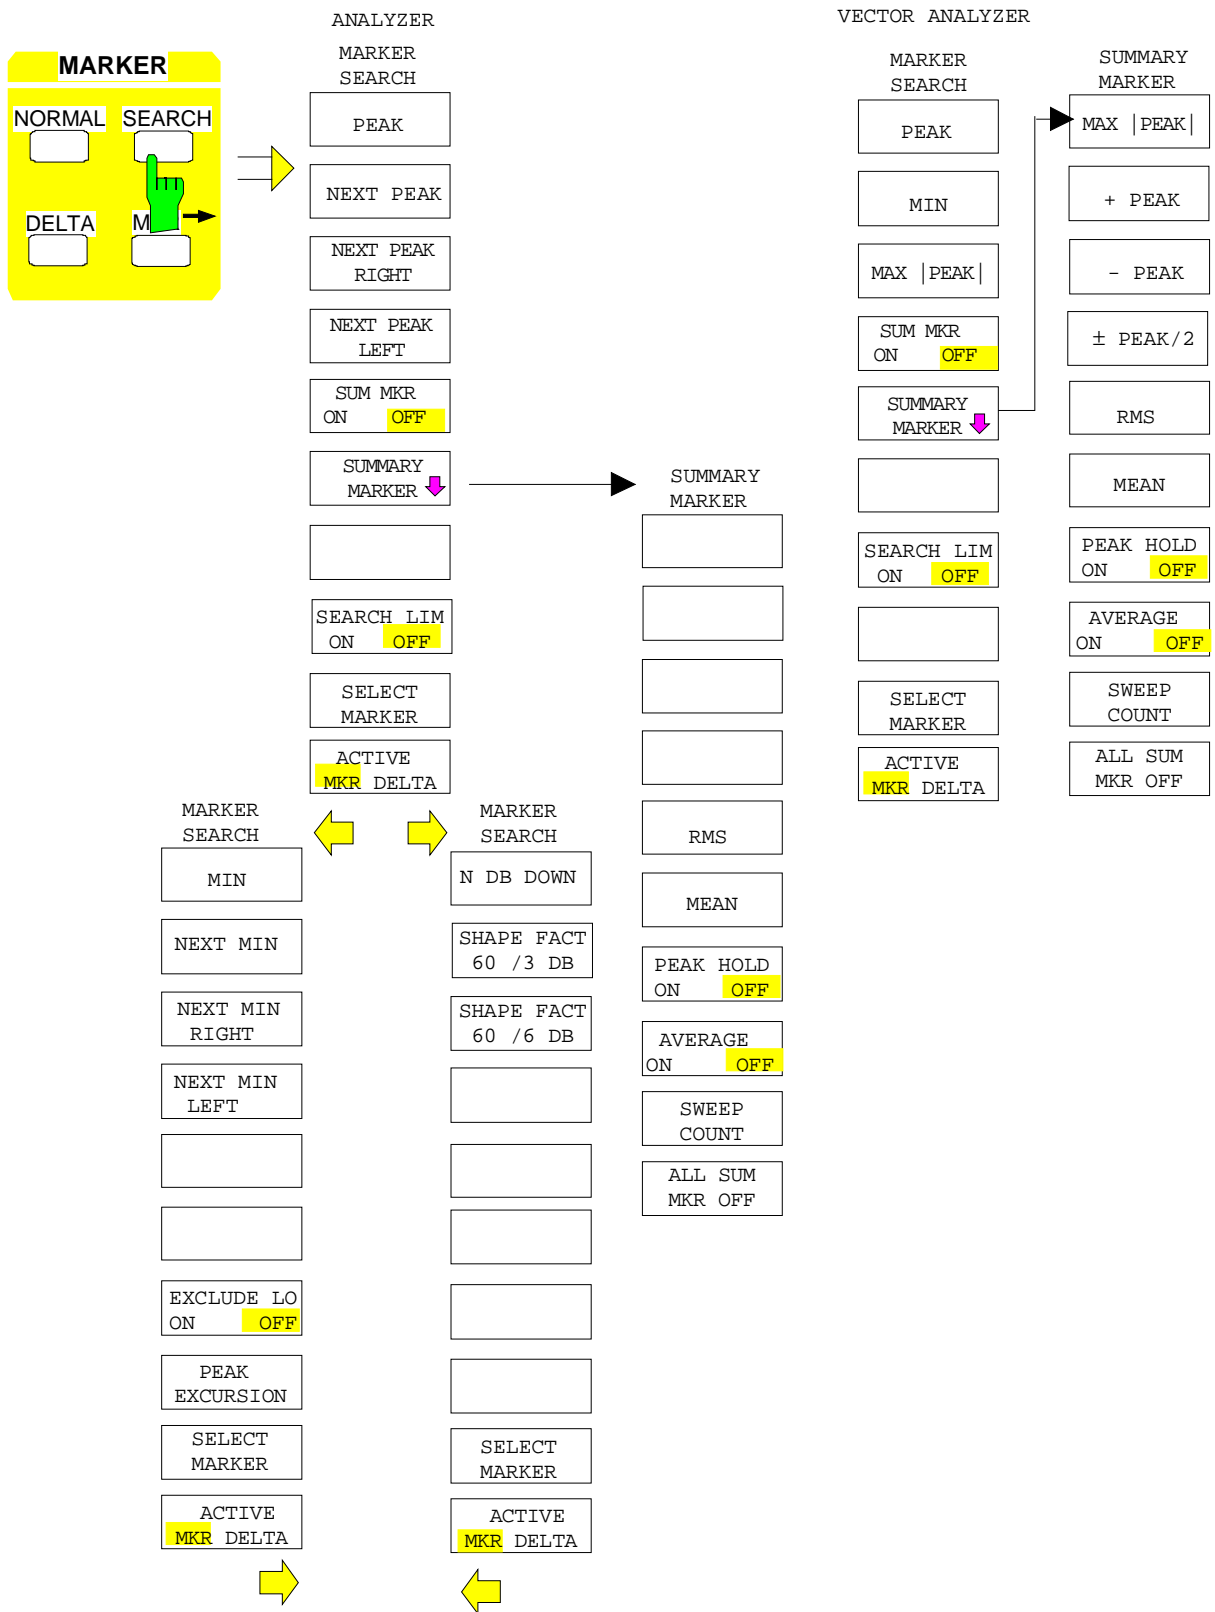 MARKER
NORMAL SEARCH
DELTA
ANALYZER
MARKER
SEARCH
PEAK
NEXT PEAK
NEXT PEAK
RIGHT
NEXT PEAK
LEFT
SUM MKR
ON OFF
SUMMARY
MARKER
SEARCH LIM
ON OFF
SELECT
MARKER
ACTIVE
MKR DELTA
MARKER
SEARCH
MIN
NEXT MIN
NEXT MIN
RIGHT
NEXT MIN
LEFT
EXCLUDE LO
ON OFF
PEAK
EXCURSION
SELECT
MARKER
ACTIVE
MKR DELTA
MARKER
SEARCH
N DB DOWN
SHAPE FACT
60 /3 DB
SHAPE FACT
60 /6 DB
SELECT
MARKER
ACTIVE
MKR DELTA
SUMMARY
MARKER
RMS
MEAN
PEAK HOLD
ON OFF
AVERAGE
ON OFF
SWEEP
COUNT
ALL SUM
MKR OFF
VECTOR ANALYZER
MARKER
SEARCH
PEAK
MIN
MAX |PEAK|
SUM MKR
ON OFF
SUMMARY
MARKER
SEARCH LIM
ON OFF
SELECT
MARKER
ACTIVE
MKR DELTA
SUMMARY
MARKER
MAX |PEAK|
+ PEAK
- PEAK
± PEAK/2
RMS
MEAN
PEAK HOLD
ON OFF
AVERAGE
ON OFF
SWEEP
COUNT
ALL SUM
MKR OFF